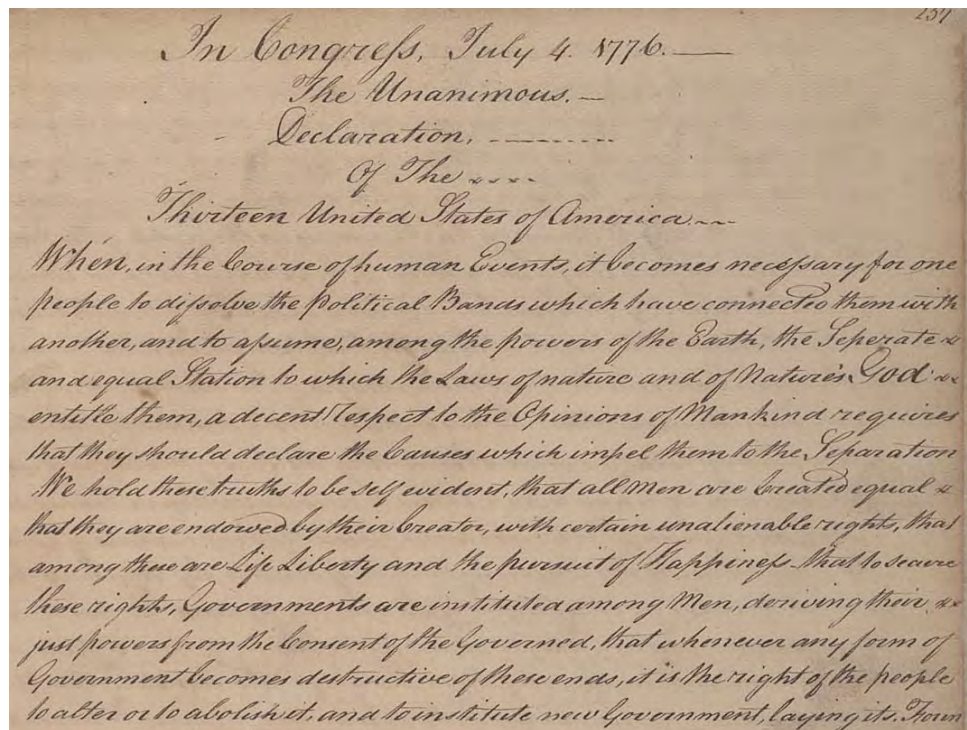 157
In Congress, July 4. 1776. —
The Unanimous. —
Declaration.
Of The
Thirteen United States of America.
When, in the Course of human Events, it becomes necessary for one
people to dissolve the Political Bands which have connected them with
another, and to assume, among the powers of the Earth, the Seperate
and equal Station to which the Laws of nature and of Nature's God
entitle them, a decent respect to the Opinions of Mankind requires
that they should declare the Causes which impel them to the Separation
We hold these truths to be self evident, that all Men are Created equal
that they are endowed by their Creator, with certain unalienable rights, that
among these are Life Liberty and the pursuit of Happiness - that to secure
these rights, Governments are instituted among Men, deriving their
just powers from the Consent of the Governed, that whenever any form of
Government becomes destructive of these ends, it is the right of the people
to alter or to abolish it, and to institute new Government, laying its. Foun